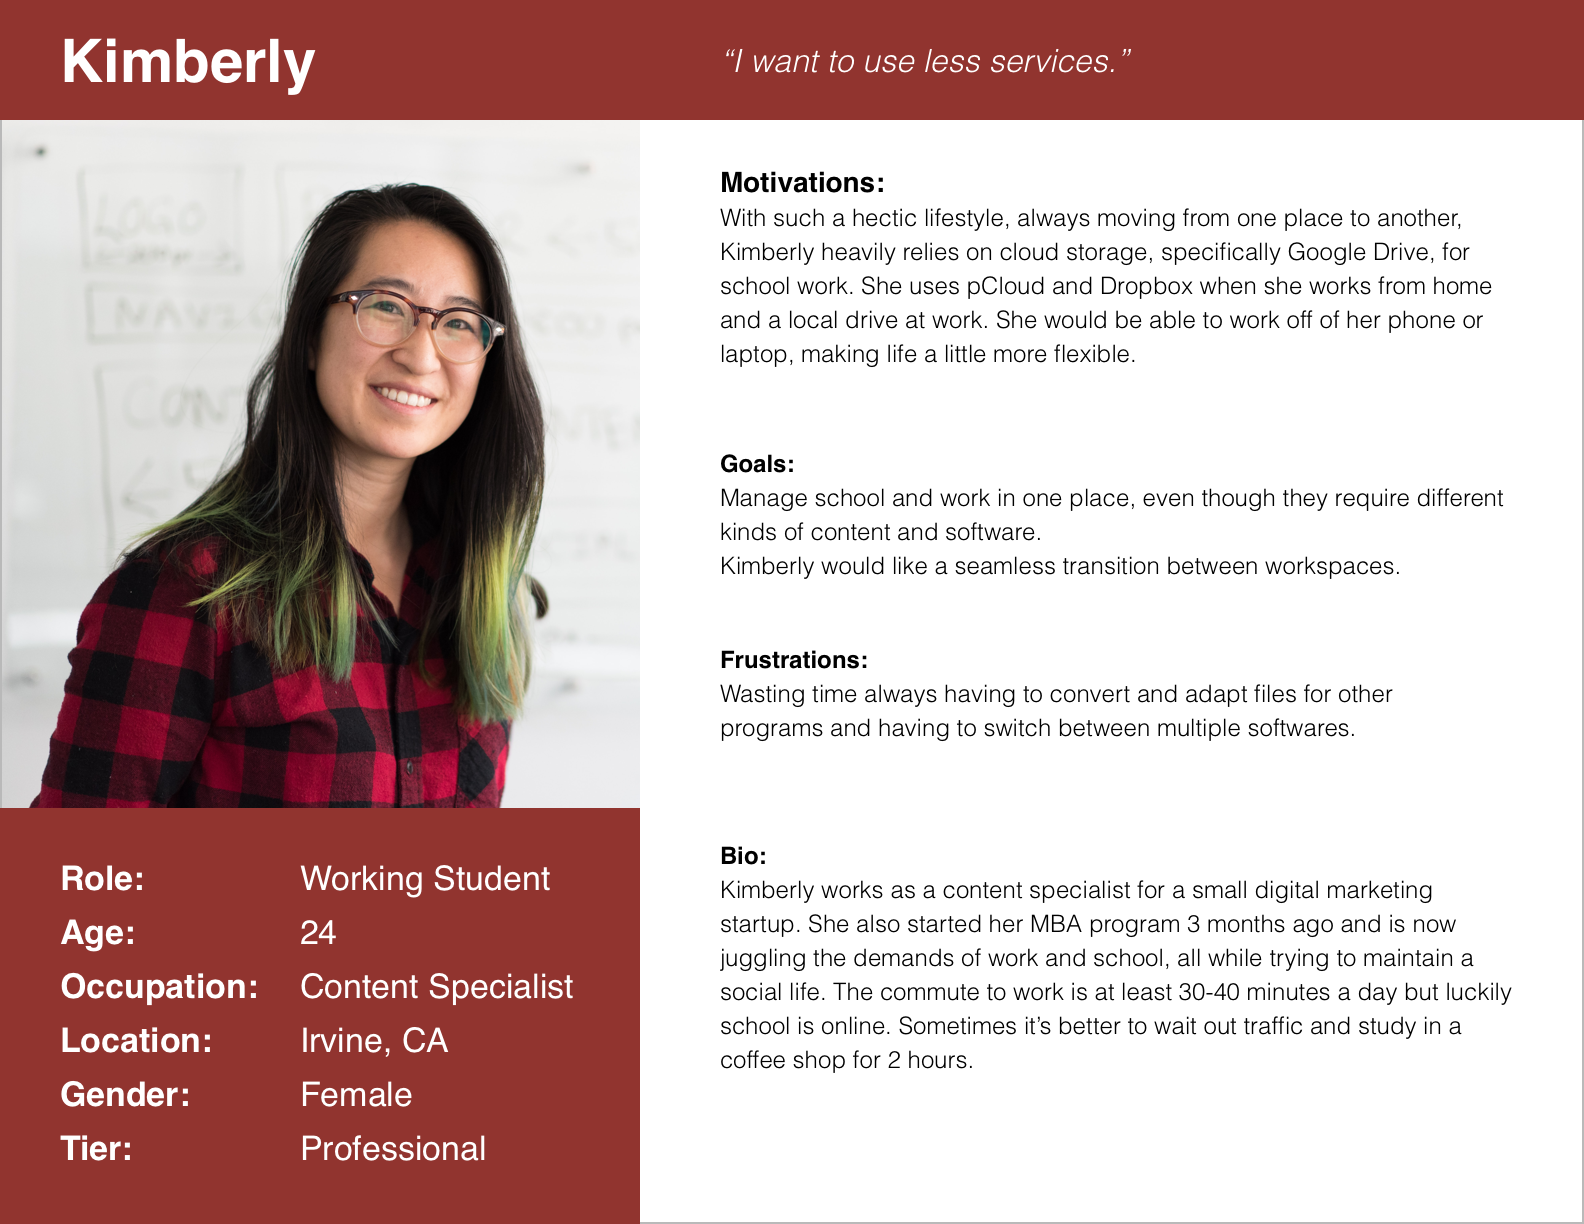 Kimberly
“I want to use less services.”
LOGO
Motivations:
With such a hectic lifestyle, always moving from one place to another,
Kimberly heavily relies on cloud storage, specifically Google Drive, for
school work. She uses pCloud and Dropbox when she works from home
and a local drive at work. She would be able to work off of her phone or
laptop, making life a little more flexible.
Goals:
Manage school and work in one place, even though they require different
kinds of content and software.
Kimberly would like a seamless transition between workspaces.
Frustrations:
Wasting time always having to convert and adapt files for other
programs and having to switch between multiple softwares.
Bio:
Kimberly works as a content specialist for a small digital marketing
startup. She also started her MBA program 3 months ago and is now
juggling the demands of work and school, all while trying to maintain a
social life. The commute to work is at least 30-40 minutes a day but luckily
school is online. Sometimes it’s better to wait out traffic and study in a
coffee shop for 2 hours.
Role: Working Student
Age: 24
Occupation: Content Specialist
Location: Irvine, CA
Gender: Female
Tier: Professional